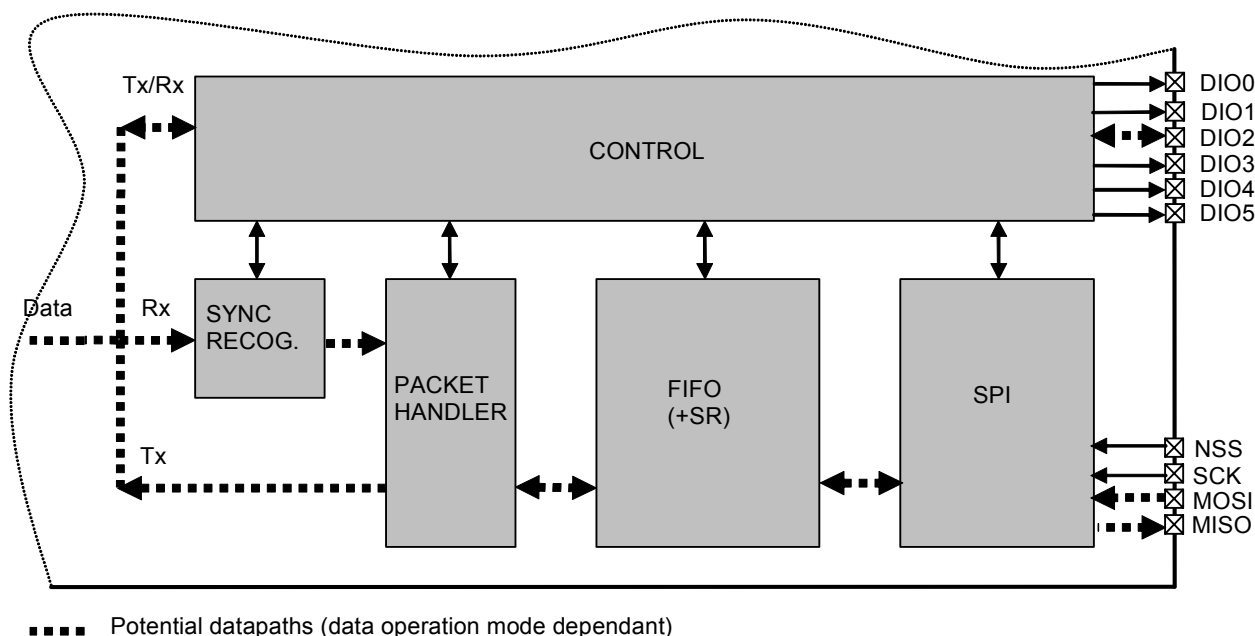 Tx/Rx
CONTROL
DIO0
DIO1
DIO2
DIO3
DIO4
DIO5
Data
Rx
SYNC
RECOG.
PACKET
HANDLER
FIFO
(+SR)
SPI
Tx
NSS
SCK
MOSI
MISO
Potential datapaths (data operation mode dependant)